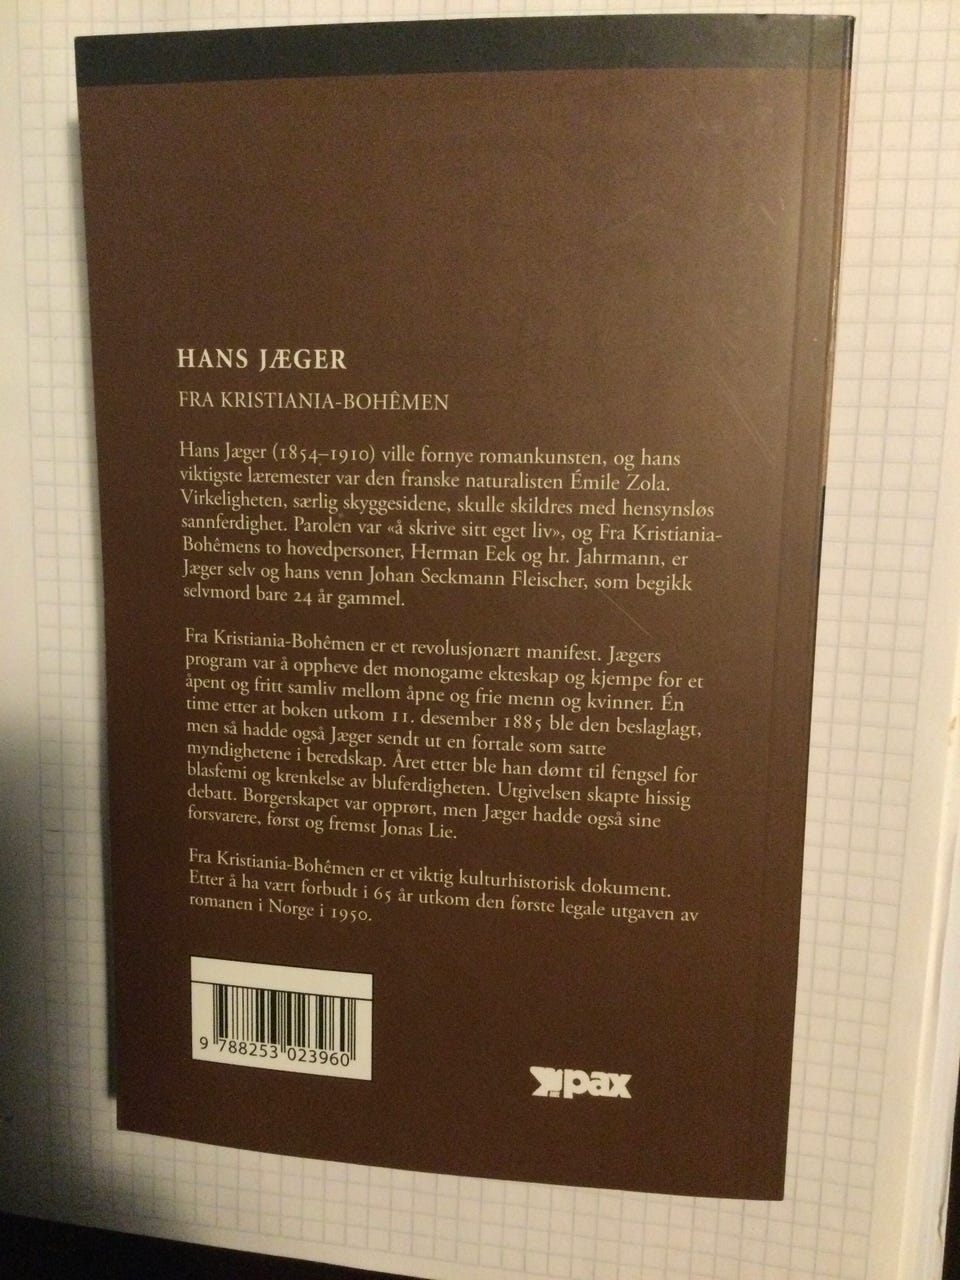 HANS JÆGER
FRA KRISTIANIA-BOHÊMEN
Hans Jæger (1854–1910) ville fornye romankunsten, og hans
viktigste læremester var den franske naturalisten Émile Zola.
Virkeligheten, særlig skyggesidene, skulle skildres med hensynsløs
sannferdighet. Parolen var «å skrive sitt eget liv», og Fra Kristiania-
Bohêmens to hovedpersoner, Herman Eek og hr. Jahrmann, er
Jæger selv og hans venn Johan Seckmann Fleischer, som begikk
selvmord bare 24 år gammel.
Fra Kristiania-Bohêmen er et revolusjonært manifest. Jægers
program var å oppheve det monogame ekteskap og kjempe for et
åpent og fritt samliv mellom åpne og frie menn og kvinner. Én
time etter at boken utkom 11. desember 1885 ble den beslaglagt,
men så hadde også Jæger sendt ut en fortale som satte
myndighetene i beredskap. Året etter ble han dømt til fengsel for
blasfemi og krenkelse av bluferdigheten. Utgivelsen skapte hissig
debatt. Borgerskapet var opprørt, men Jæger hadde også sine
forsvarere, først og fremst Jonas Lie.
Fra Kristiania-Bohêmen er et viktig kulturhistorisk dokument.
Etter å ha vært forbudt i 65 år utkom den første legale utgaven av
romanen i Norge i 1950.
9 788253 023960
pax